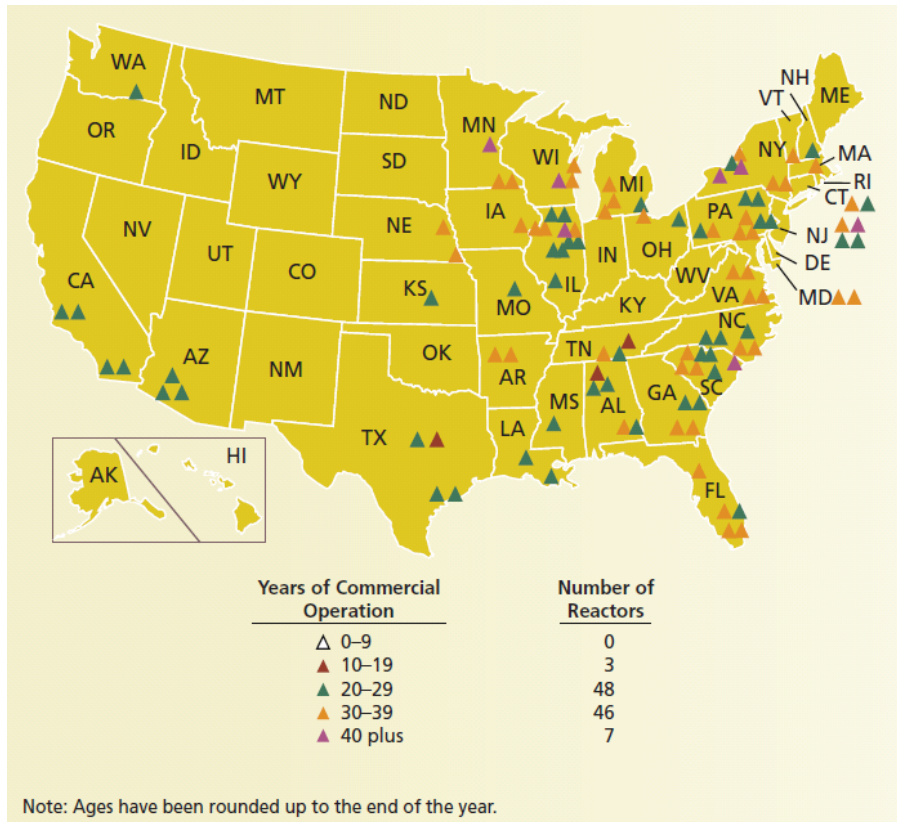 WA
MT
ND
OR
ID
WY
SD
MN
WI
MI
NY
VT
NH
ME
MA
RI
CT
NJ
DE
MD
PA
NV
UT
CO
NE
IA
KS
MO
IL
IN
OH
WV
VA
KY
CA
AZ
NM
OK
AR
TN
NC
SC
TX
LA
MS
AL
GA
FL
AK
HI
Years of Commercial Operation Number of Reactors
0–9 0
10–19 3
20–29 48
30–39 46
40 plus 7
Note: Ages have been rounded up to the end of the year.